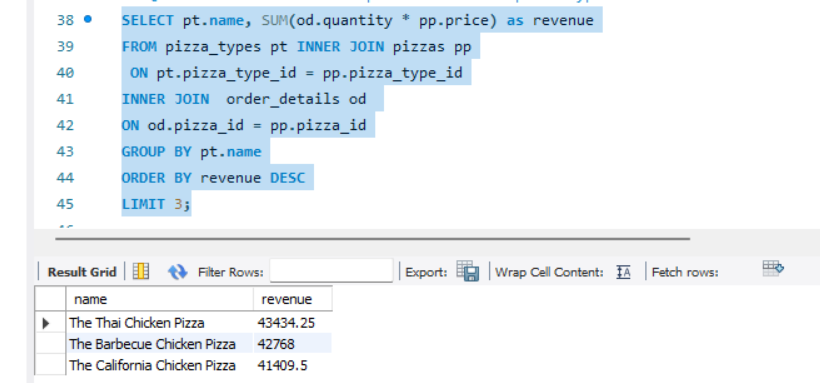 38 SELECT pt.name, SUM(od.quantity * pp.price) as revenue
39 FROM pizza_types pt INNER JOIN pizzas pp
40 ON pt.pizza_type_id = pp.pizza_type_id
41 INNER JOIN order_details od
42 ON od.pizza_id = pp.pizza_id
43 GROUP BY pt.name
44 ORDER BY revenue DESC
45 LIMIT 3;
Result Grid Filter Rows: Export: Wrap Cell Content: IA Fetch rows:
name revenue
The Thai Chicken Pizza 43434.25
The Barbecue Chicken Pizza 42768
The California Chicken Pizza 41409.5